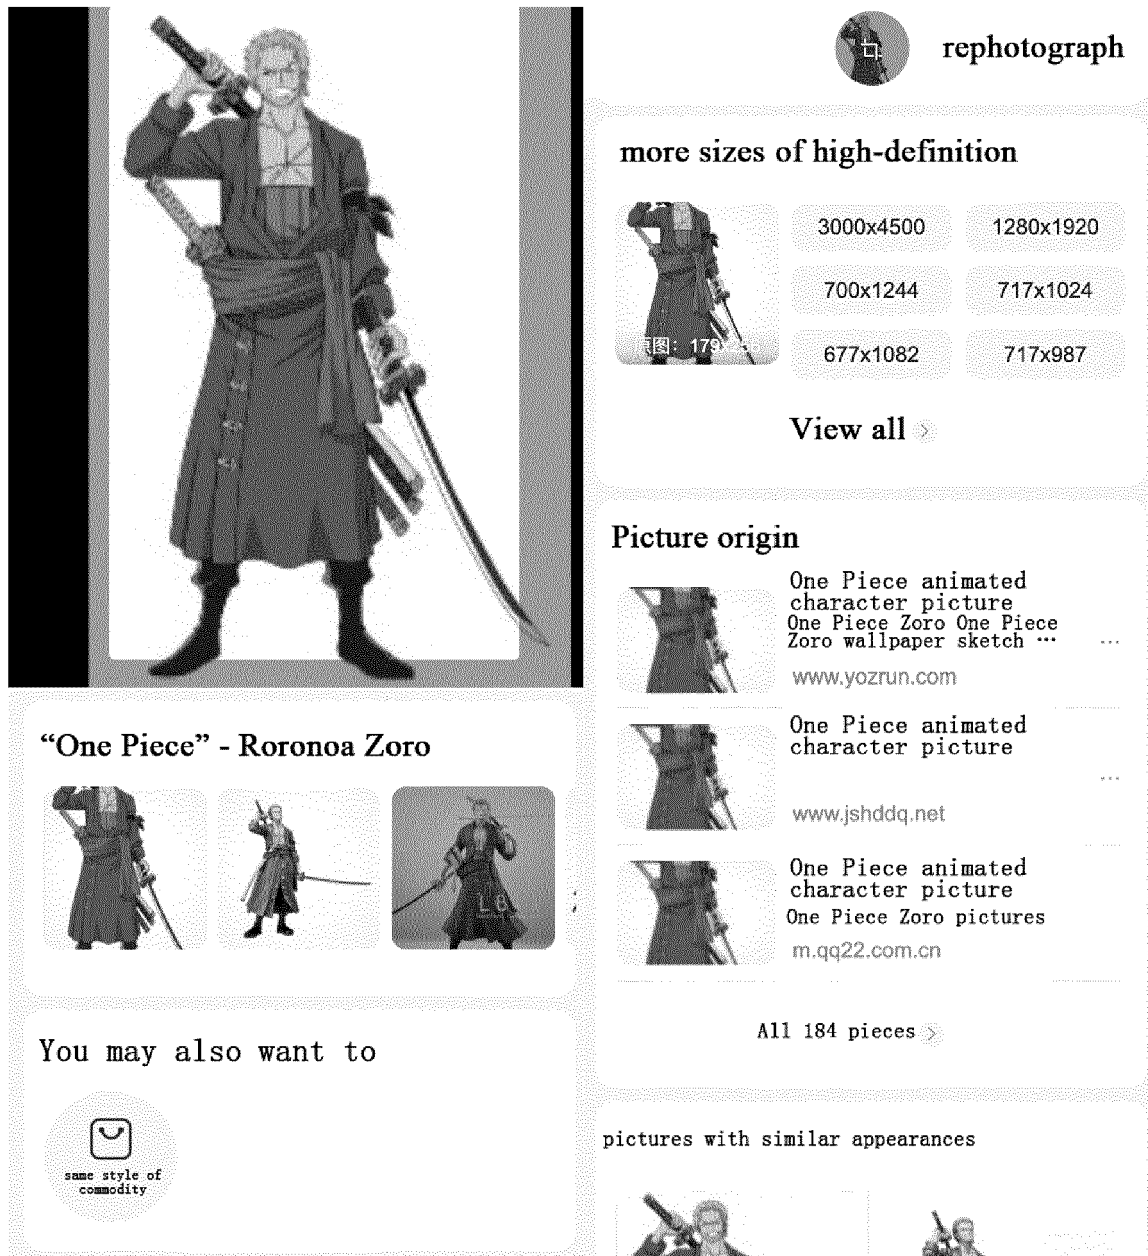 rephotograph
more sizes of high-definition
3000x4500
1280x1920
700x1244
717x1024
677x1082
717x987
View all
“One Piece” - Roronoa Zoro
You may also want to
same style of
commodity
Picture origin
One Piece animated
character picture
One Piece Zoro One Piece
Zoro wallpaper sketch ···
www.yozrun.com
One Piece animated
character picture
www.jshddq.net
One Piece animated
character picture
One Piece Zoro pictures
m.qq22.com.cn
All 184 pieces
pictures with similar appearances